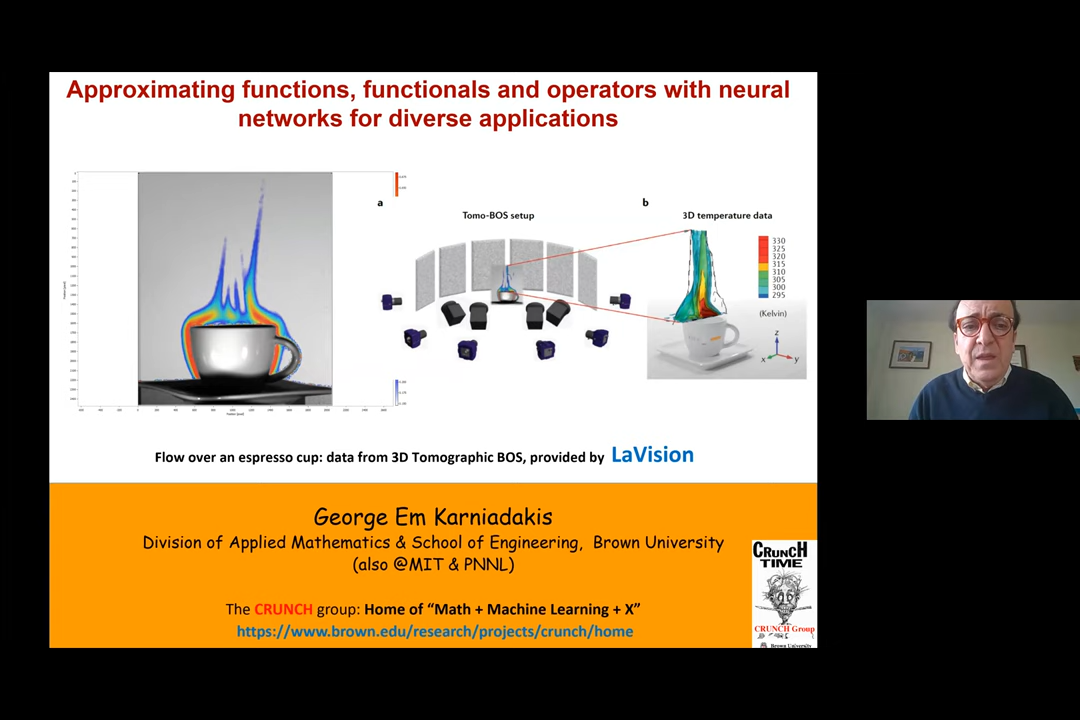 Approximating functions, functionals and operators with neural
networks for diverse applications
a
Tomo-BOS setup
b
3D temperature data
330
325
320
315
310
305
300
295
(Kelvin)
z
x
y
Flow over an espresso cup: data from 3D Tomographic BOS, provided by LaVision
George Em Karniadakis
Division of Applied Mathematics & School of Engineering, Brown University
(also @MIT & PNNL)
The CRUNCH group: Home of “Math + Machine Learning + X”
https://www.brown.edu/research/projects/crunch/home
CRUNCH
TIME
CRUNCH Group
Brown University